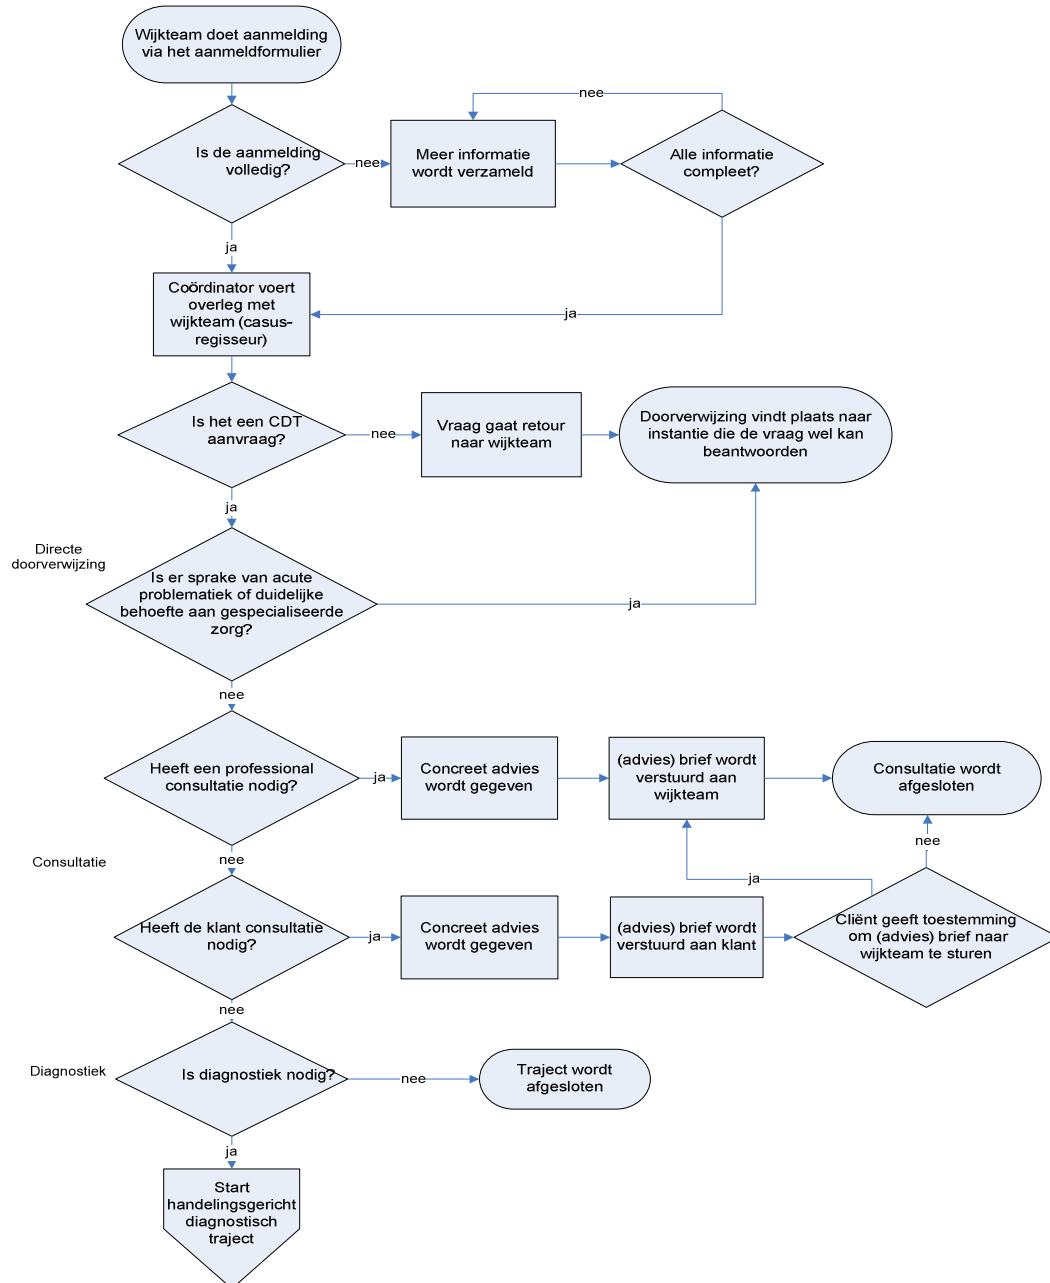 Wijkteam doet aanmelding
via het aanmeldformulier
nee
Is de aanmelding
volledig?
nee
Meer informatie
wordt verzameld
Alle informatie
compleet?
ja
Coördinator voert
overleg met
wijkteam (casus-
regisseur)
ja
Is het een CDT
aanvraag?
nee
Vraag gaat retour
naar wijkteam
Doorverwijzing vindt plaats naar
instantie die de vraag wel kan
beantwoorden
ja
Directe
doorverwijzing
Is er sprake van acute
problematiek of duidelijke
behoefte aan gespecialiseerde
zorg?
ja
nee
Heeft een professional
consultatie nodig?
ja
Concreet advies
wordt gegeven
(advies) brief wordt
verstuurd aan
wijkteam
Consultatie wordt
afgesloten
nee
Consultatie
nee
ja
Heeft de klant consultatie
nodig?
ja
Concreet advies
wordt gegeven
(advies) brief wordt
verstuurd aan klant
Cliënt geeft toestemming
om (advies) brief naar
wijkteam te sturen
nee
Diagnostiek
Is diagnostiek nodig?
nee
Traject wordt
afgesloten
ja
Start
handelingsgericht
diagnostisch
traject